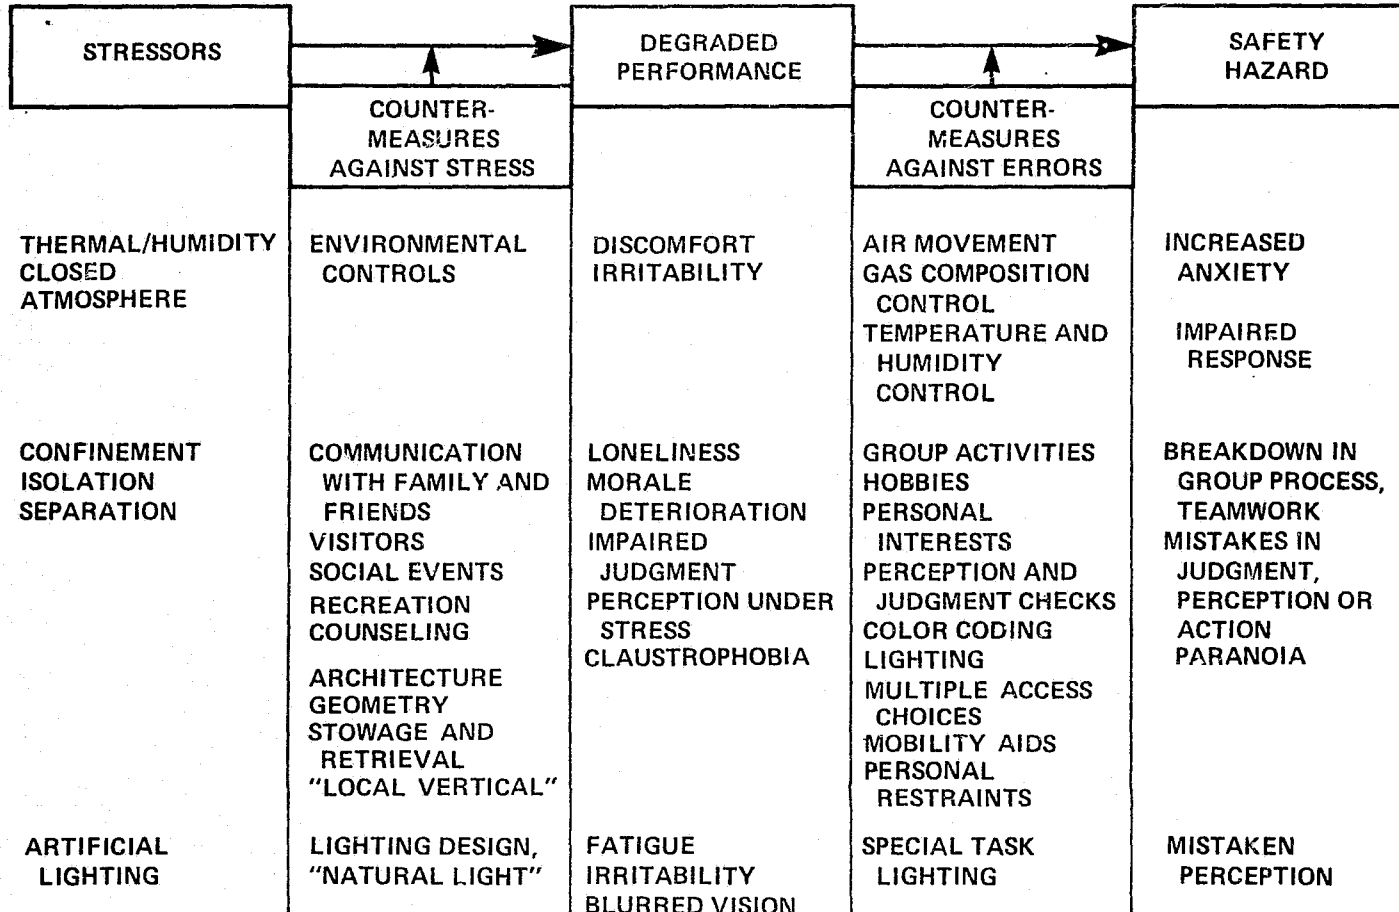 STRESSORS
DEGRADED
PERFORMANCE
SAFETY
HAZARD
COUNTER-
MEASURES
AGAINST STRESS
COUNTER-
MEASURES
AGAINST ERRORS
THERMAL/HUMIDITY
CLOSED
ATMOSPHERE
ENVIRONMENTAL
CONTROLS
DISCOMFORT
IRRITABILITY
AIR MOVEMENT
GAS COMPOSITION
CONTROL
TEMPERATURE AND
HUMIDITY
CONTROL
INCREASED
ANXIETY
IMPAIRED
RESPONSE
CONFINEMENT
ISOLATION
SEPARATION
COMMUNICATION
WITH FAMILY AND
FRIENDS
VISITORS
SOCIAL EVENTS
RECREATION
COUNSELING
ARCHITECTURE
GEOMETRY
STOWAGE AND
RETRIEVAL
"LOCAL VERTICAL"
LONELINESS
MORALE
DETERIORATION
IMPAIRED
JUDGMENT
PERCEPTION UNDER
STRESS
CLAUSTROPHOBIA
GROUP ACTIVITIES
HOBBIES
PERSONAL
INTERESTS
PERCEPTION AND
JUDGMENT CHECKS
COLOR CODING
LIGHTING
MULTIPLE ACCESS
CHOICES
MOBILITY AIDS
PERSONAL
RESTRAINTS
BREAKDOWN IN
GROUP PROCESS,
TEAMWORK
MISTAKES IN
JUDGMENT,
PERCEPTION OR
ACTION
PARANOIA
ARTIFICIAL
LIGHTING
LIGHTING DESIGN,
"NATURAL LIGHT"
FATIGUE
IRRITABILITY
BLURRED VISION
SPECIAL TASK
LIGHTING
MISTAKEN
PERCEPTION